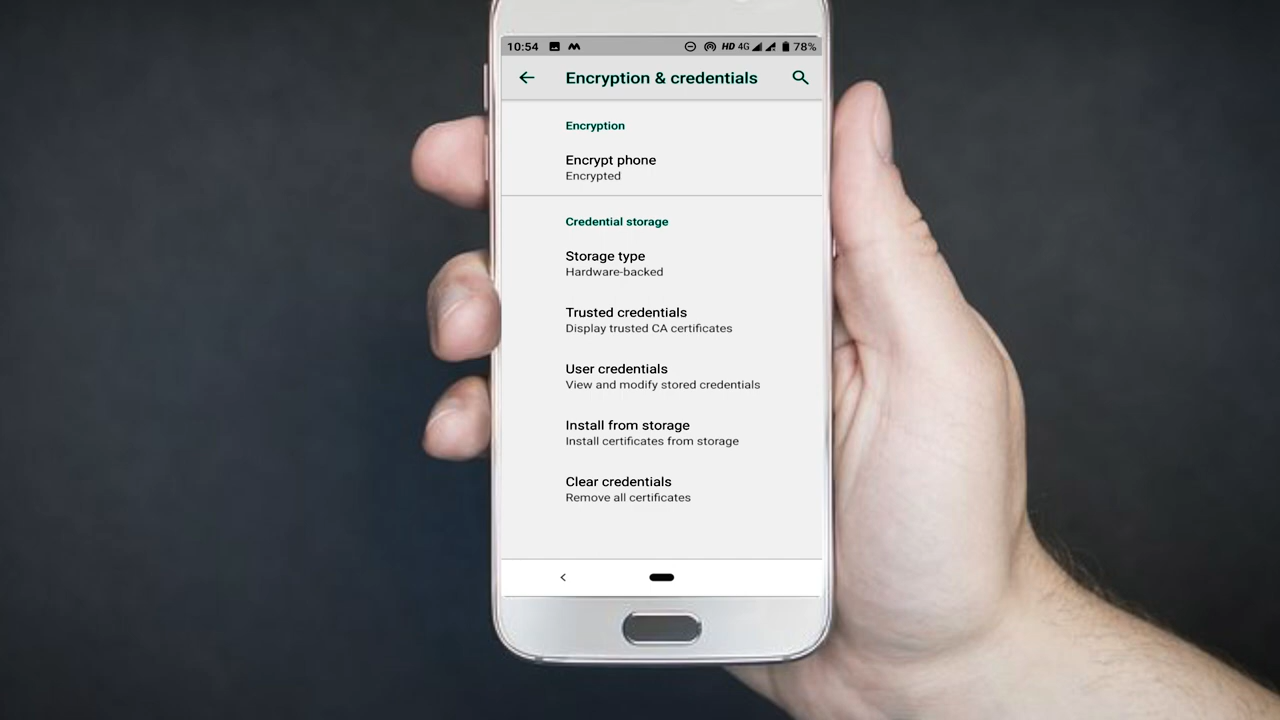 10:54 HD 4G 78%
Encryption & credentials
Encryption
Encrypt phone
Encrypted
Credential storage
Storage type
Hardware-backed
Trusted credentials
Display trusted CA certificates
User credentials
View and modify stored credentials
Install from storage
Install certificates from storage
Clear credentials
Remove all certificates